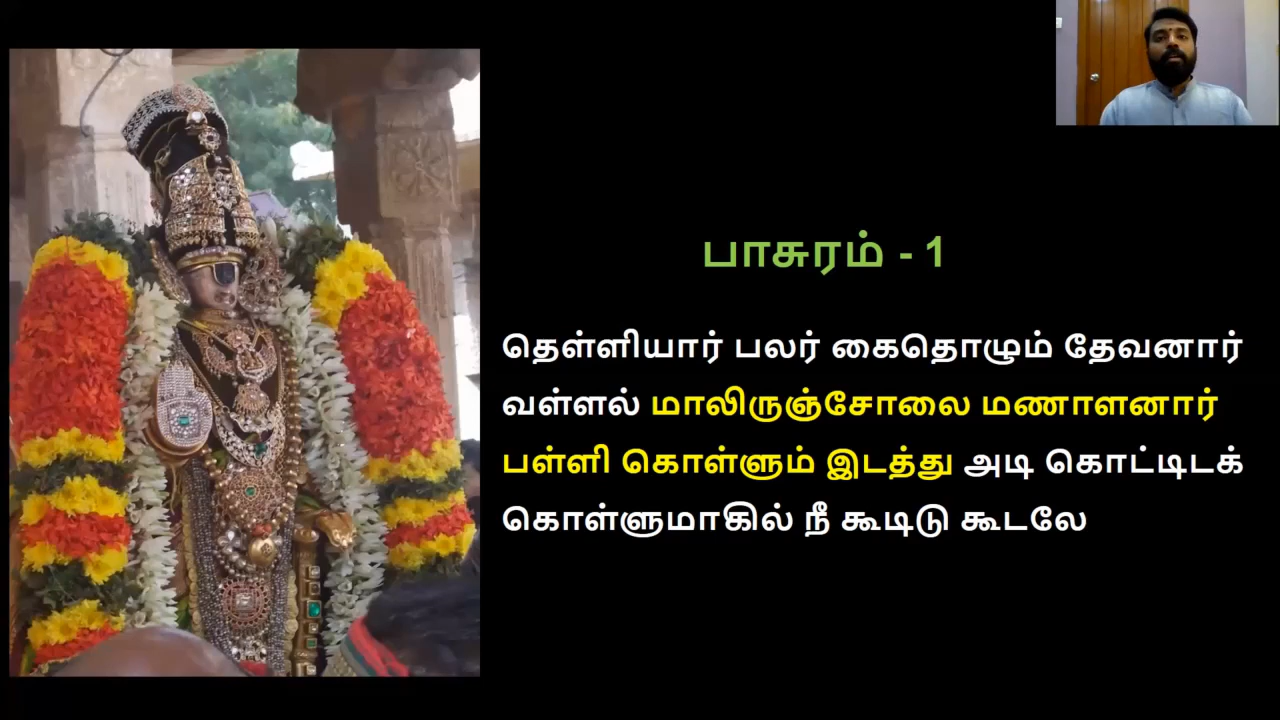 பாசுரம் - 1
தெள்ளியார் பலர் கைதொழும் தேவனார்
வள்ளல் மாலிருஞ்சோலை மணாளனார்
பள்ளி கொள்ளும் இடத்து அடி கொட்டிடக்
கொள்ளுமாகில் நீ கூடிடு கூடலே